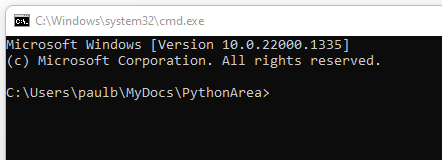 C:\Windows\system32\cmd.exe
Microsoft Windows [Version 10.0.22000.1335]
(c) Microsoft Corporation. All rights reserved.
C:\Users\paulb\MyDocs\PythonArea>